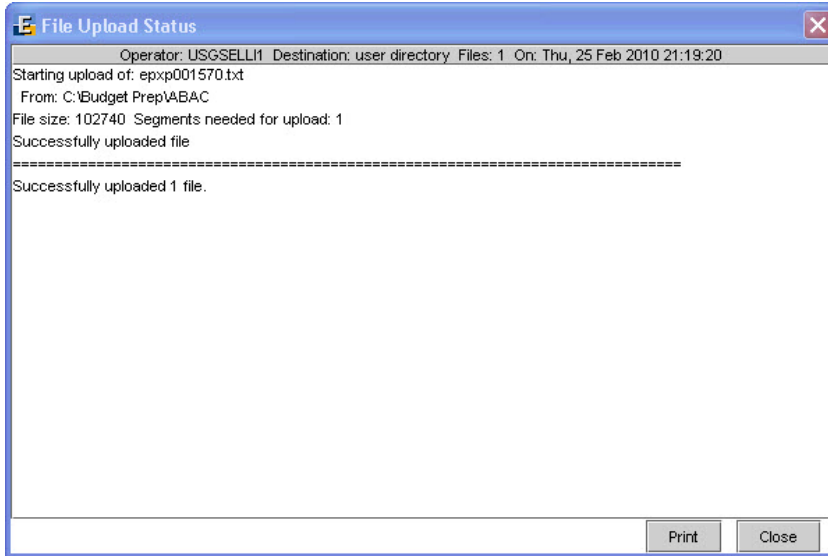 File Upload Status
Operator: USGSELLI1 Destination: user directory Files: 1 On: Thu, 25 Feb 2010 21:19:20
Starting upload of: epxp001570.txt
From: C:\Budget Prep\ABAC
File size: 102740 Segments needed for upload: 1
Successfully uploaded file
================================================================================
Successfully uploaded 1 file.
Print Close